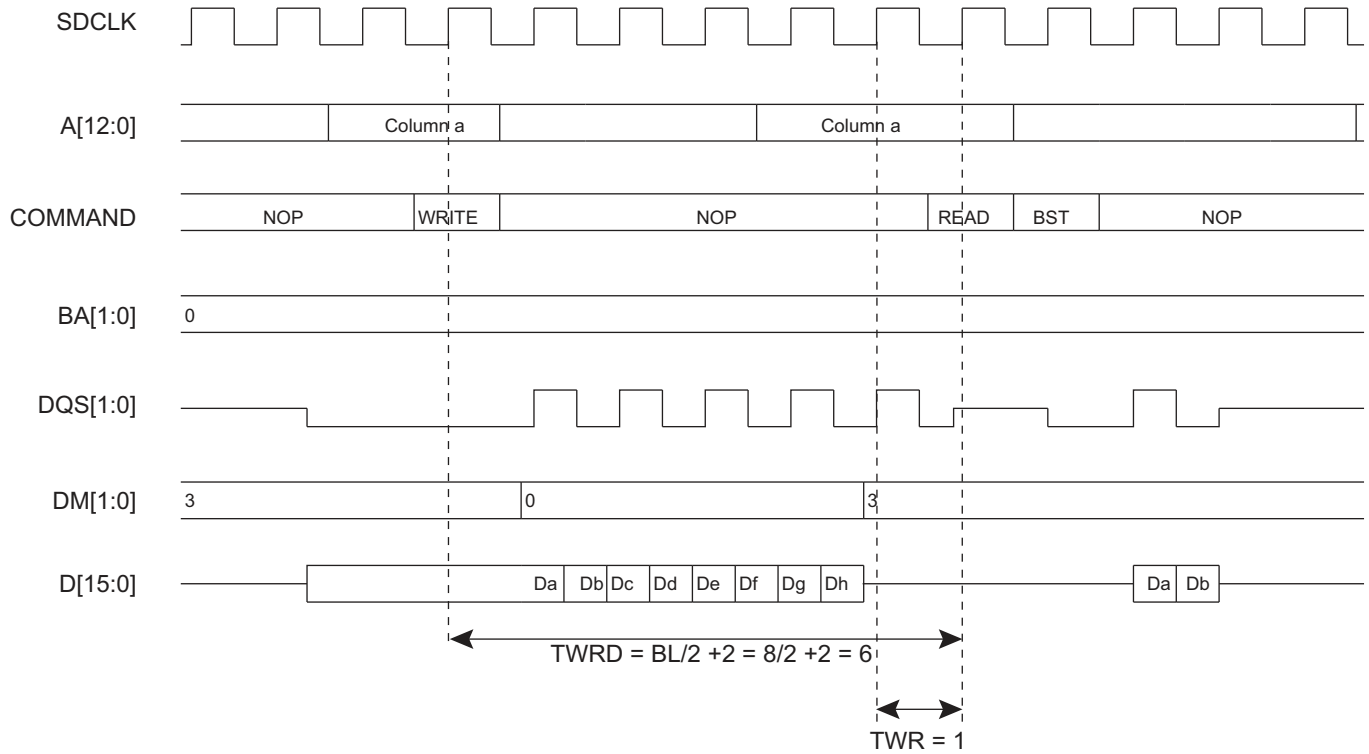 SDCLK
A[12:0] Column a Column a
COMMAND NOP WRITE NOP READ BST NOP
BA[1:0] 0
DQS[1:0]
DM[1:0] 3 0 3
D[15:0] Da Db Dc Dd De Df Dg Dh Da Db
TWRD = BL/2 +2 = 8/2 +2 = 6
TWR = 1